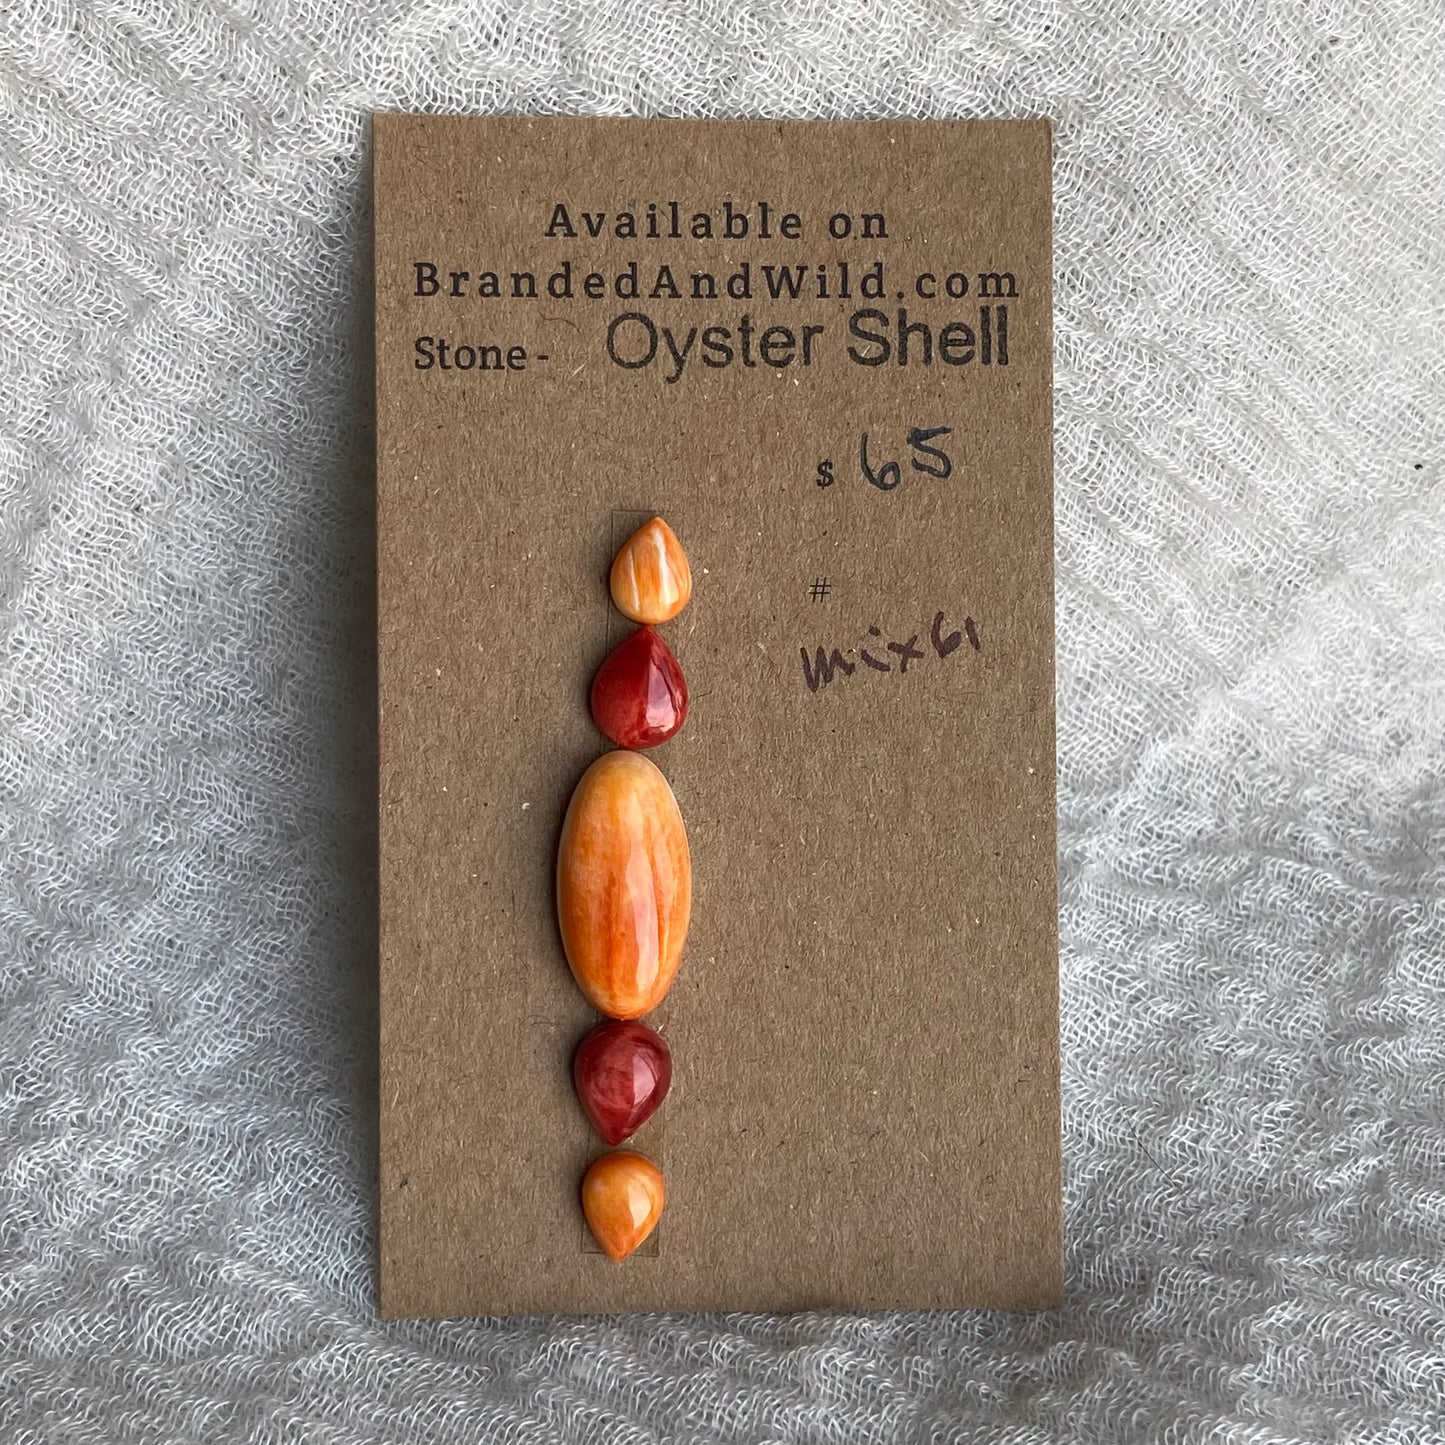 Available on
BrandedAndWild.com
Stone - Oyster Shell
$ 65
#
mix61